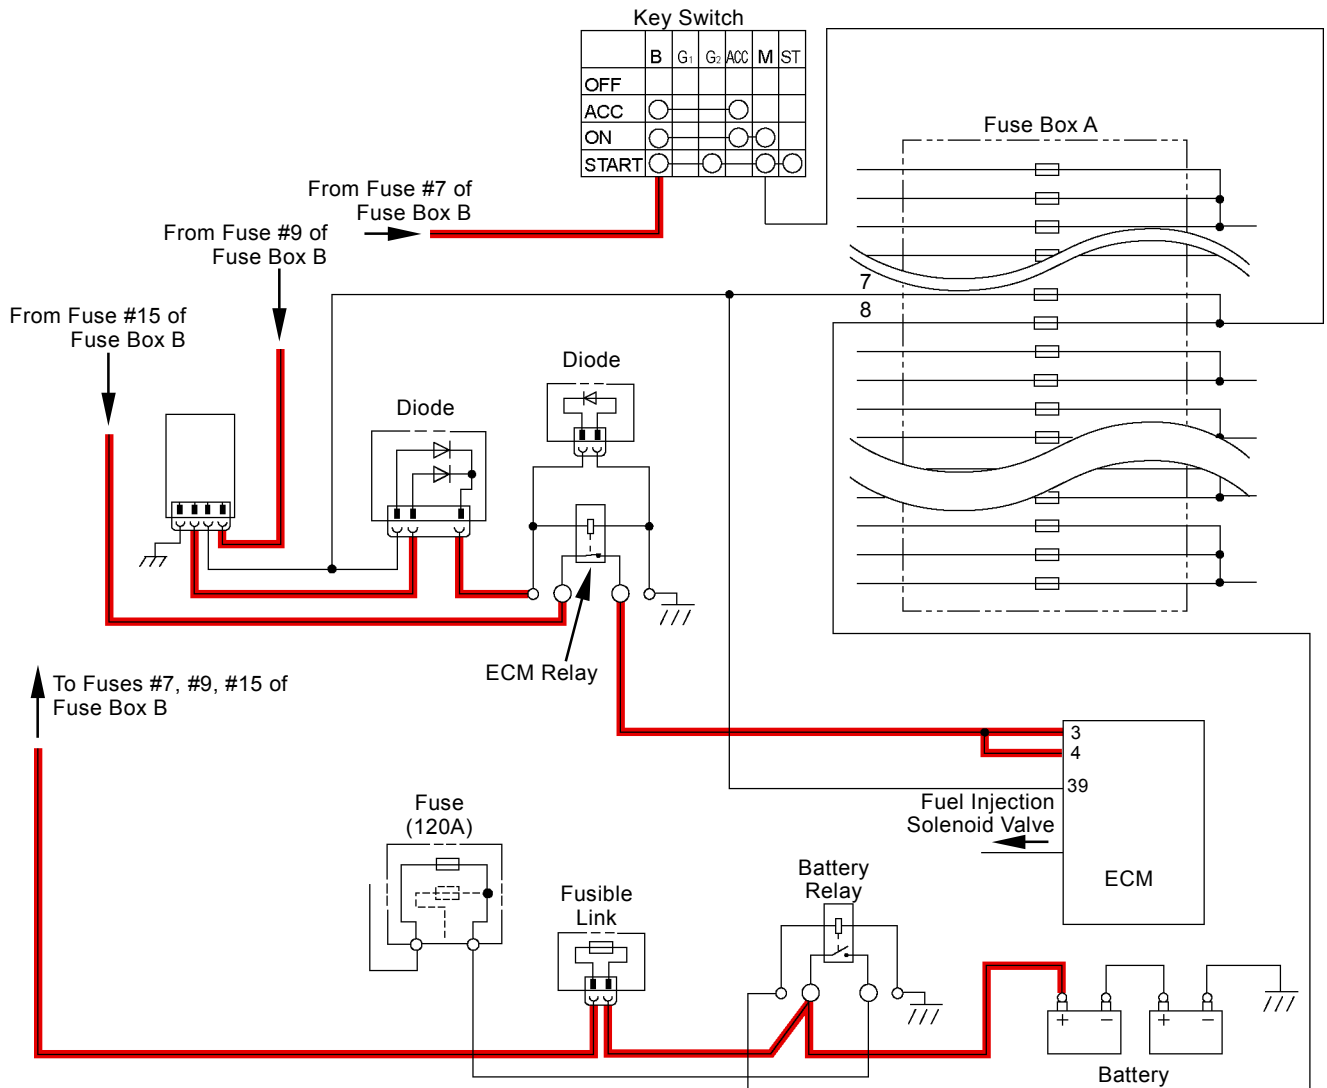 Key Switch
B G₁ G₂ ACC M ST
OFF
ACC
ON
START
Fuse Box A
From Fuse #7 of
Fuse Box B
From Fuse #9 of
Fuse Box B
7
8
From Fuse #15 of
Fuse Box B
Diode
Diode
ECM Relay
To Fuses #7, #9, #15 of
Fuse Box B
3
4
39
Fuel Injection
Solenoid Valve
ECM
Fuse
(120A)
Fusible
Link
Battery
Relay
+ − + −
Battery